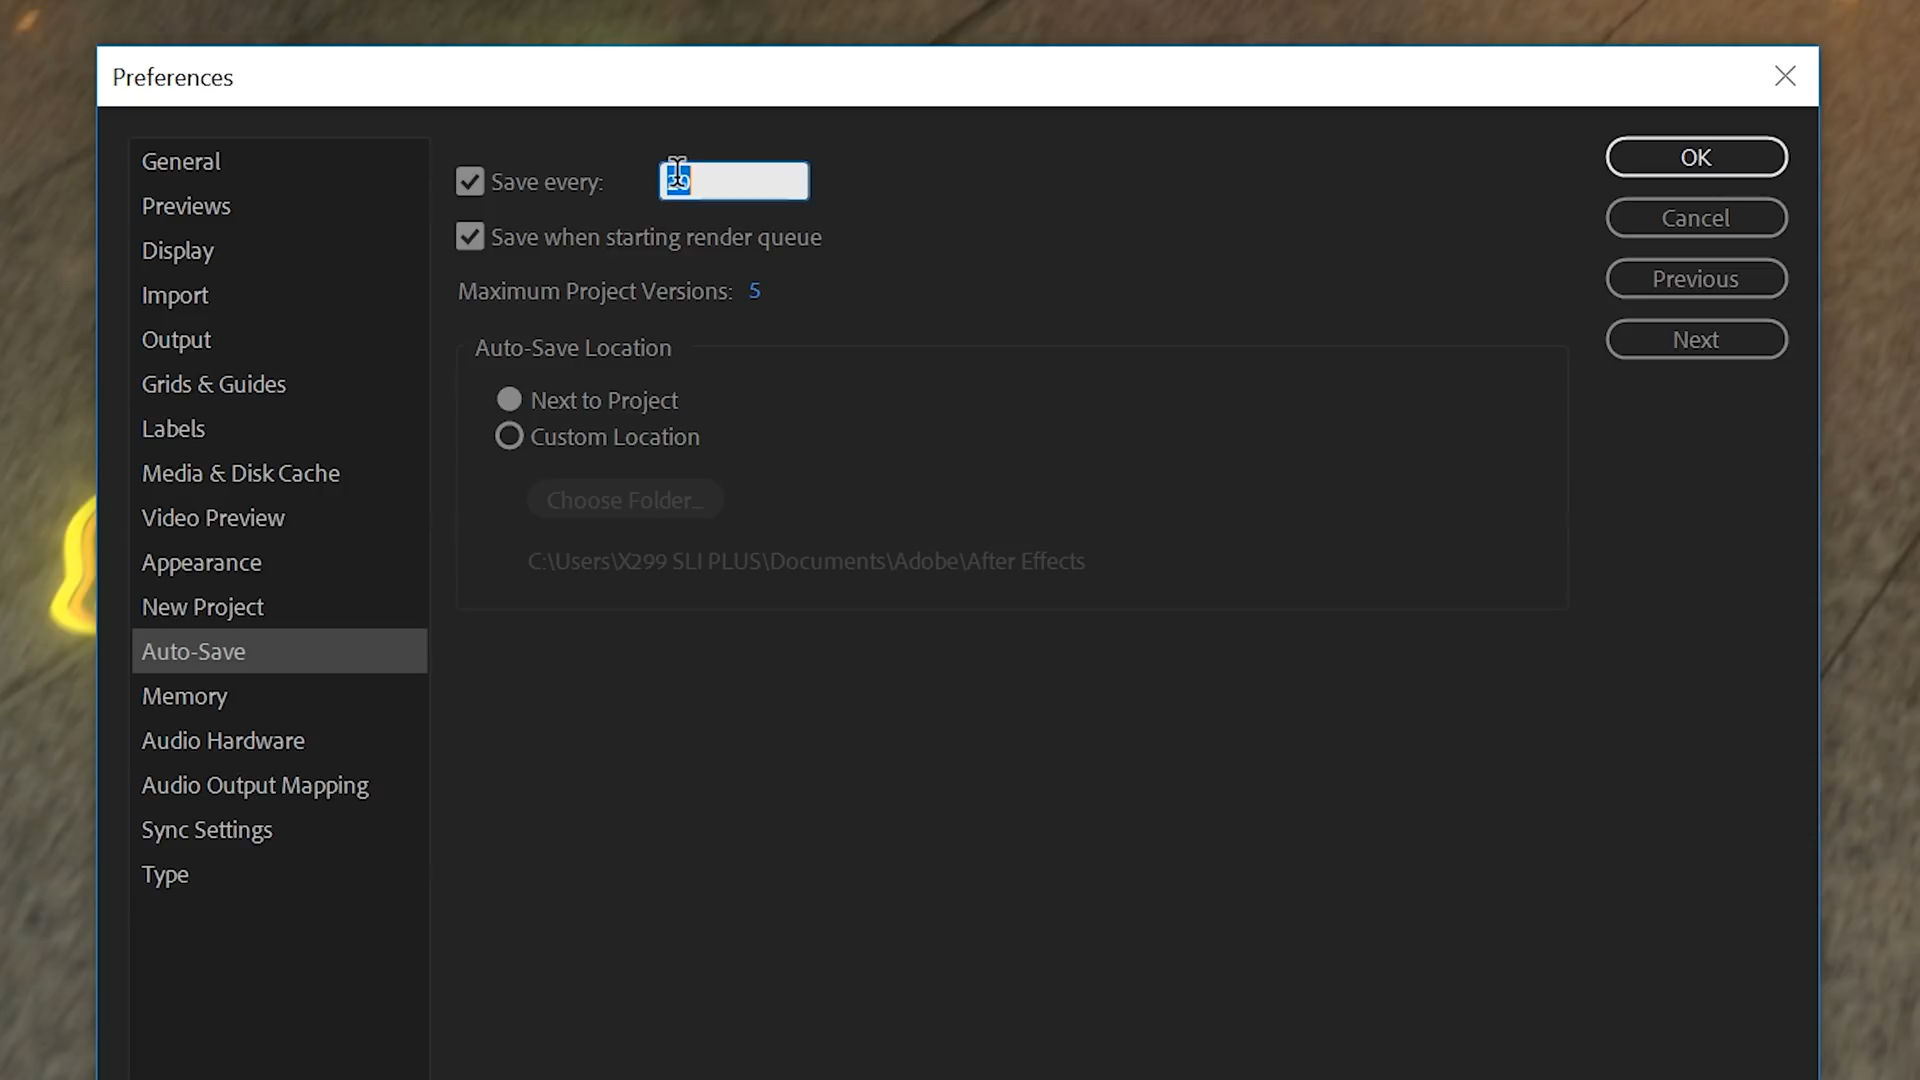 Preferences
General
Previews
Display
Import
Output
Grids & Guides
Labels
Media & Disk Cache
Video Preview
Appearance
New Project
Auto-Save
Memory
Audio Hardware
Audio Output Mapping
Sync Settings
Type
Save every:
Save when starting render queue
Maximum Project Versions: 5
Auto-Save Location
Next to Project
Custom Location
Choose Folder...
C:\Users\X299 SLI PLUS\Documents\Adobe\After Effects
OK
Cancel
Previous
Next